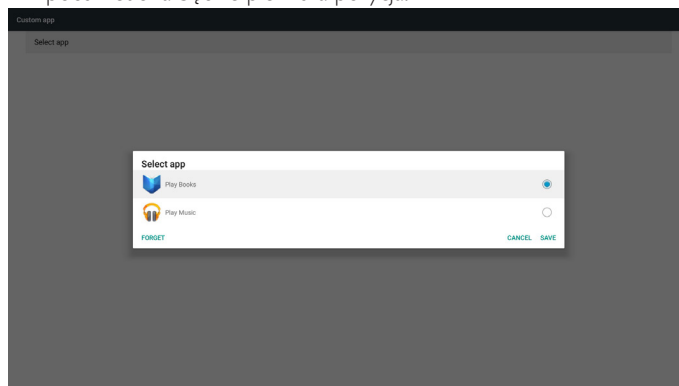 Custom app
Select app
Select app
Play Books
Play Music
FORGET CANCEL SAVE